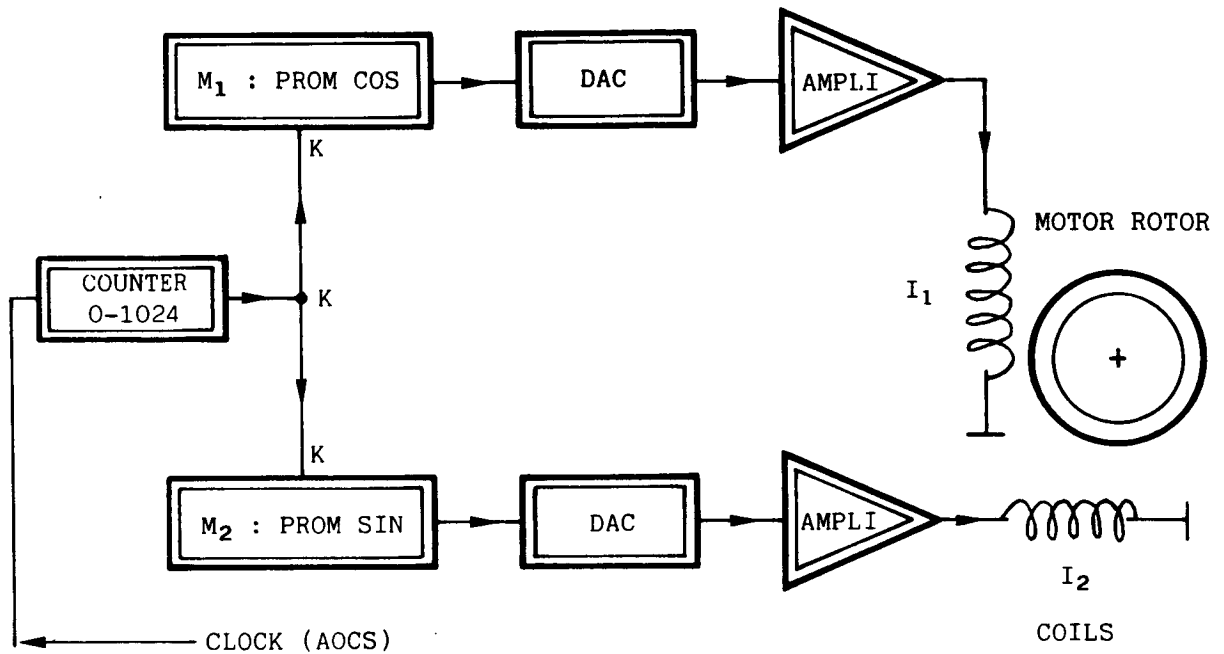 M₁ : PROM COS
DAC
AMPLI
K
MOTOR ROTOR
COUNTER
0-1024
K
I₁
+
K
M₂ : PROM SIN
DAC
AMPLI
I₂
CLOCK (AOCS)
COILS